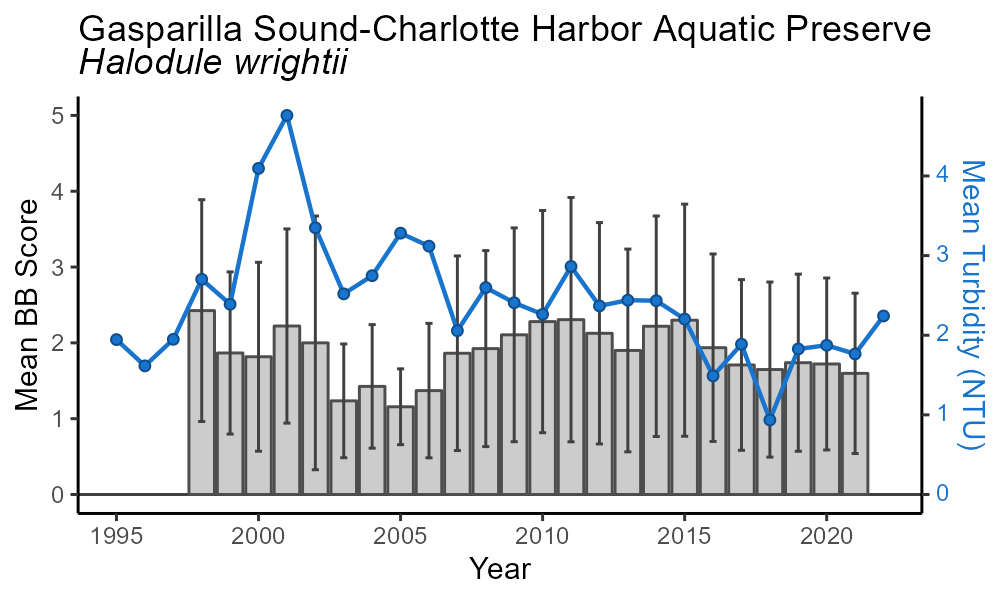 Gasparilla Sound-Charlotte Harbor Aquatic Preserve
Halodule wrightii
Mean BB Score
5
4
3
2
1
0
4
3
2
1
0
Mean Turbidity (NTU)
1995 2000 2005 2010 2015 2020
Year